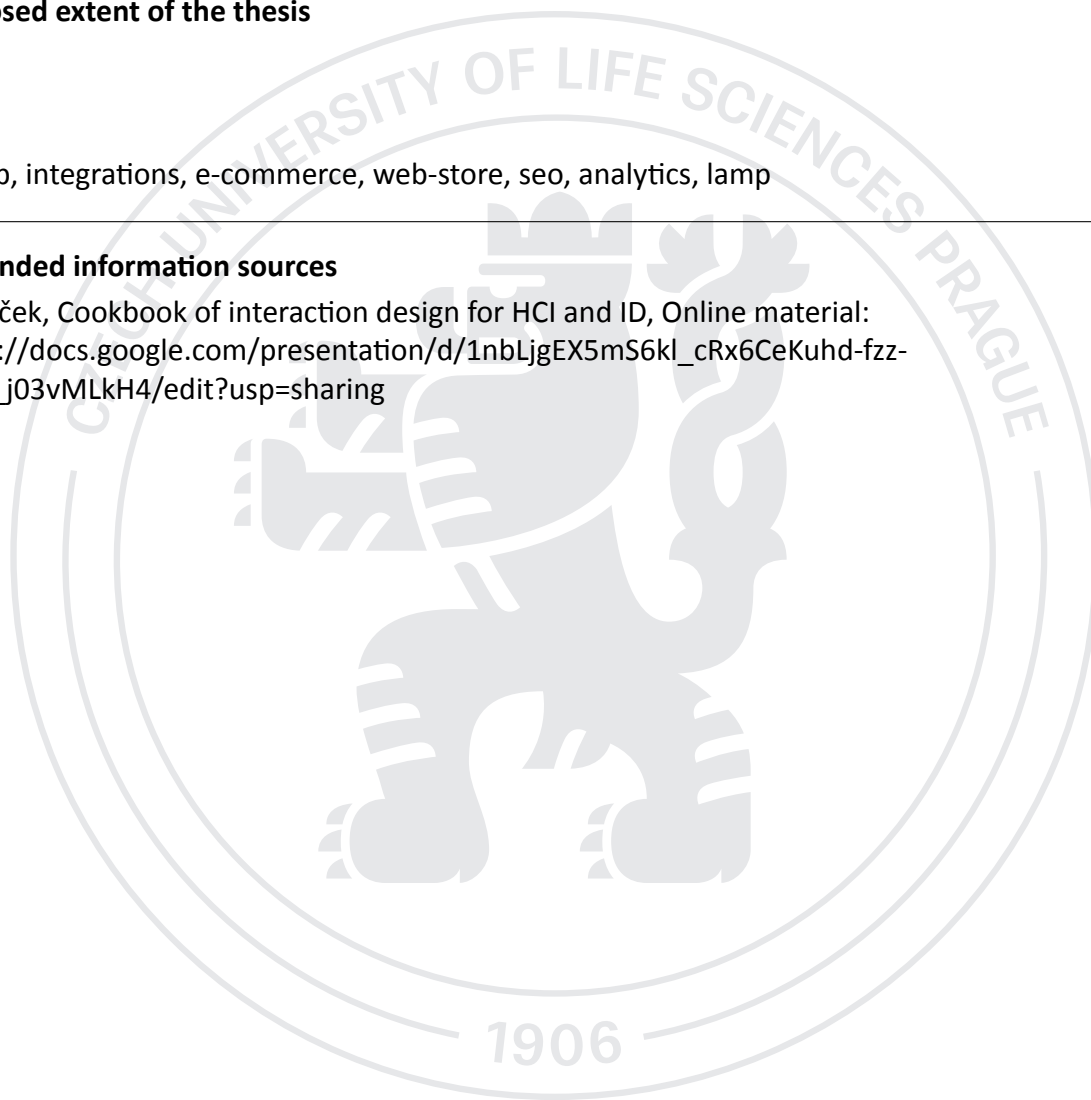 osed extent of the thesis
o, integrations, e-commerce, web-store, seo, analytics, lamp
nded information sources
ček, Cookbook of interaction design for HCI and ID, Online material:
://docs.google.com/presentation/d/1nbLjgEX5mS6kl_cRx6CeKuhd-fzz-
_j03vMLkH4/edit?usp=sharing
CZECH UNIVERSITY OF LIFE SCIENCES PRAGUE
1906